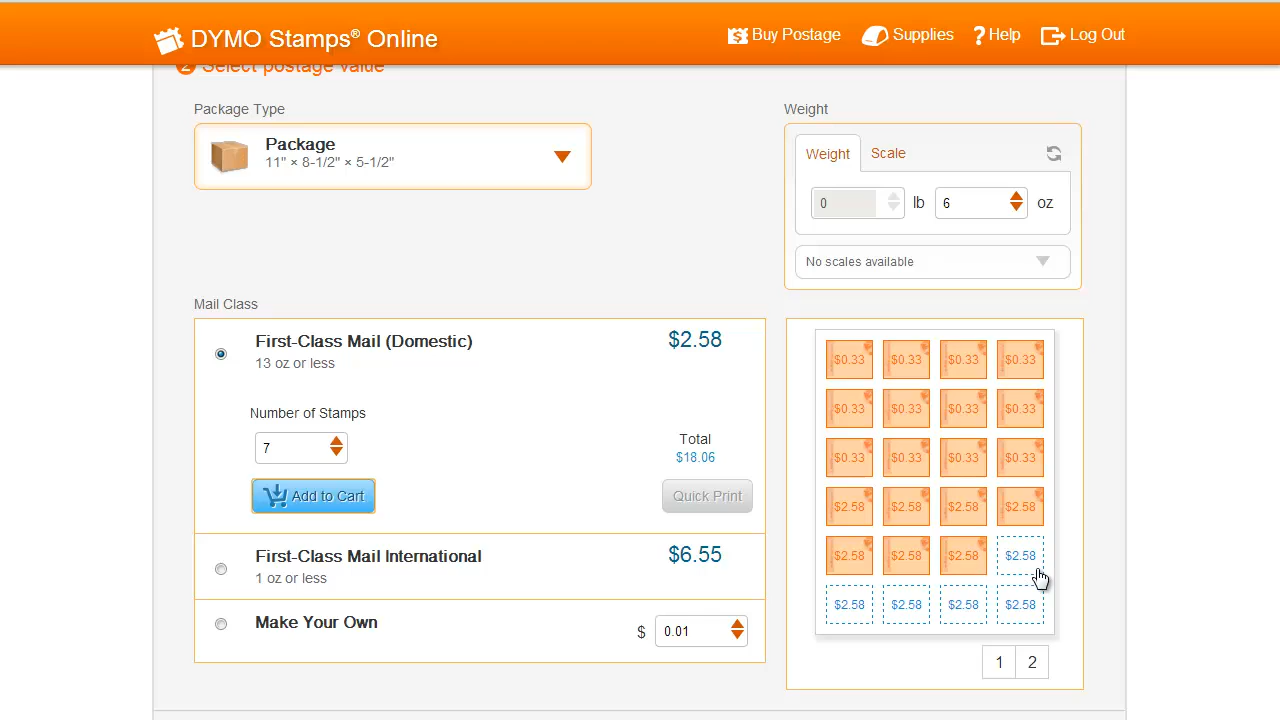 DYMO Stamps® Online
Buy Postage
Supplies
? Help
Log Out
2 Select postage value
Package Type
Weight
Package
11" × 8-1/2" × 5-1/2"
Weight
Scale
0
lb
6
oz
No scales available
Mail Class
First-Class Mail (Domestic)
$2.58
13 oz or less
Number of Stamps
7
Total
$18.06
Add to Cart
Quick Print
First-Class Mail International
$6.55
1 oz or less
Make Your Own
$
0.01
$0.33 $0.33 $0.33 $0.33
$0.33 $0.33 $0.33 $0.33
$0.33 $0.33 $0.33 $0.33
$2.58 $2.58 $2.58 $2.58
$2.58 $2.58 $2.58 $2.58
$2.58 $2.58 $2.58 $2.58
1 2